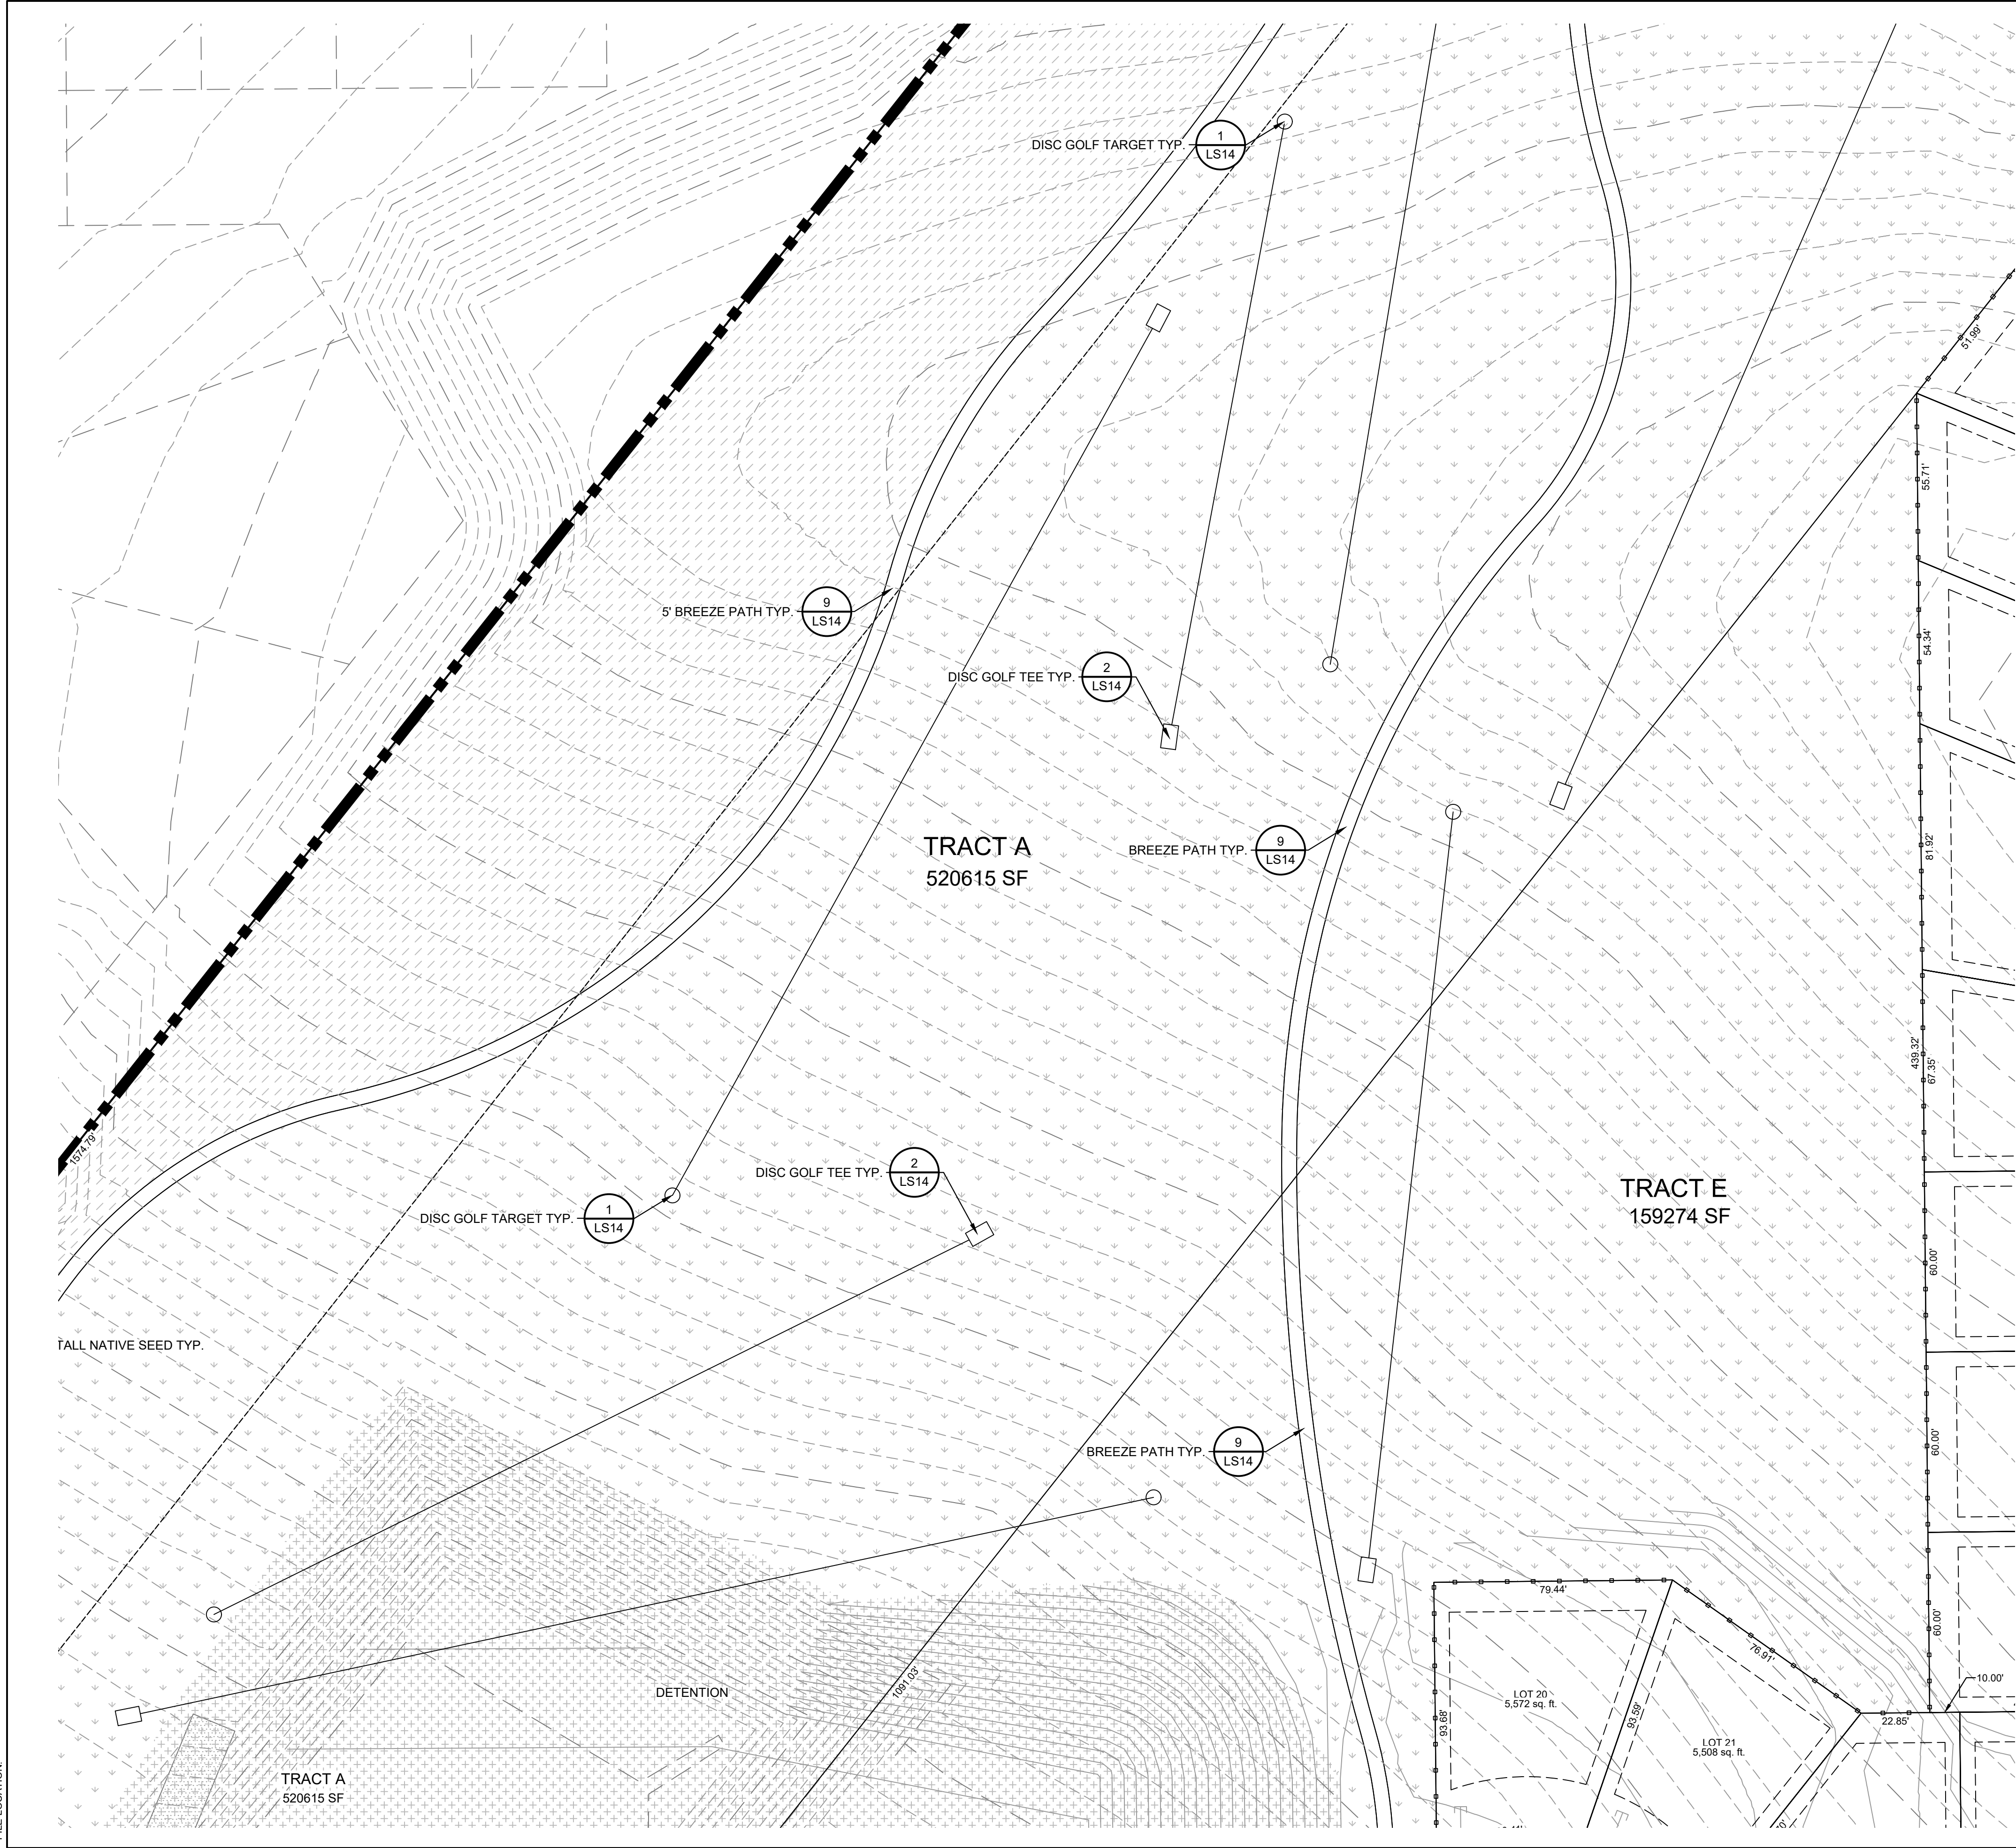 DISC GOLF TARGET TYP.
1
LS14
51.99'
55.71'
5' BREEZE PATH TYP.
9
LS14
54.34'
DISC GOLF TEE TYP.
2
LS14
TRACT A
520615 SF
BREEZE PATH TYP.
9
LS14
81.92'
439.32'
67.35'
1574.79'
DISC GOLF TEE TYP.
2
LS14
DISC GOLF TARGET TYP.
1
LS14
TRACT E
159274 SF
60.00'
TALL NATIVE SEED TYP.
BREEZE PATH TYP.
9
LS14
60.00'
79.44'
60.00'
76.91'
1091.03'
DETENTION
LOT 20
5,572 sq. ft.
93.68'
93.59'
10.00'
22.85'
LOT 21
5,508 sq. ft.
TRACT A
520615 SF